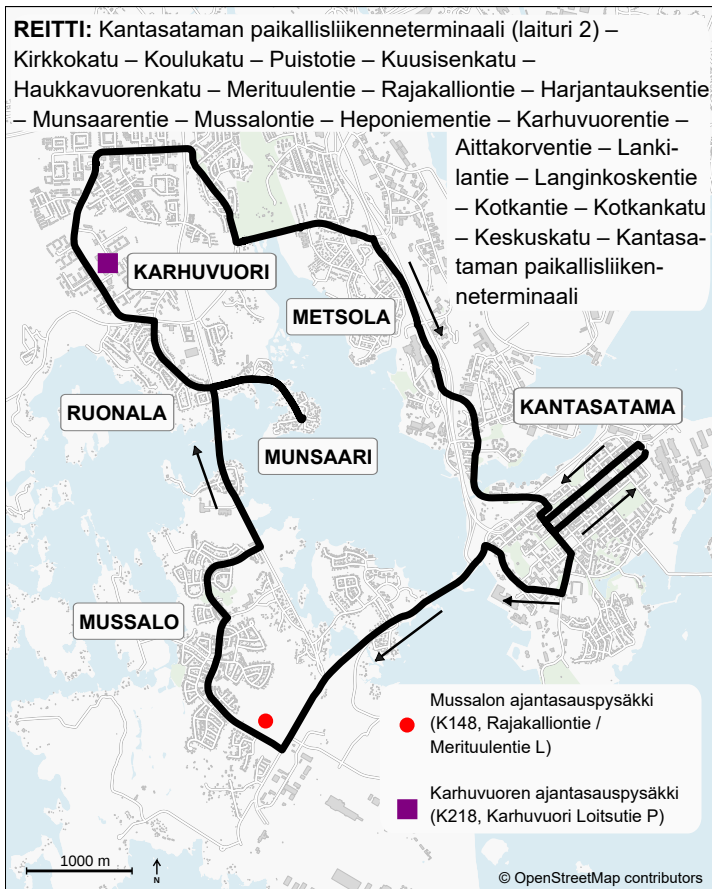 REITTI: Kantasataman paikallisliikenneterminaali (laituri 2) –
Kirkkokatu – Koulukatu – Puistotie – Kuusisenkatu –
Haukkavuorenkatu – Merituulentie – Rajakalliontie – Harjantauksentie
– Munsaarentie – Mussalontie – Heponiementie – Karhuvuorentie –
Aittakorventie – Lanki-
lantie – Langinkoskentie
– Kotkantie – Kotkankatu
– Keskuskatu – Kantasa-
taman paikallisliiken-
neterminaali
KARHUVUORI
METSOLA
KANTASATAMA
RUONALA
MUNSAARI
MUSSALO
Mussalon ajantasauspysäkki
(K148, Rajakalliontie /
Merituulentie L)
Karhuvuoren ajantasauspysäkki
(K218, Karhuvuori Loitsutie P)
1000 m
N
© OpenStreetMap contributors